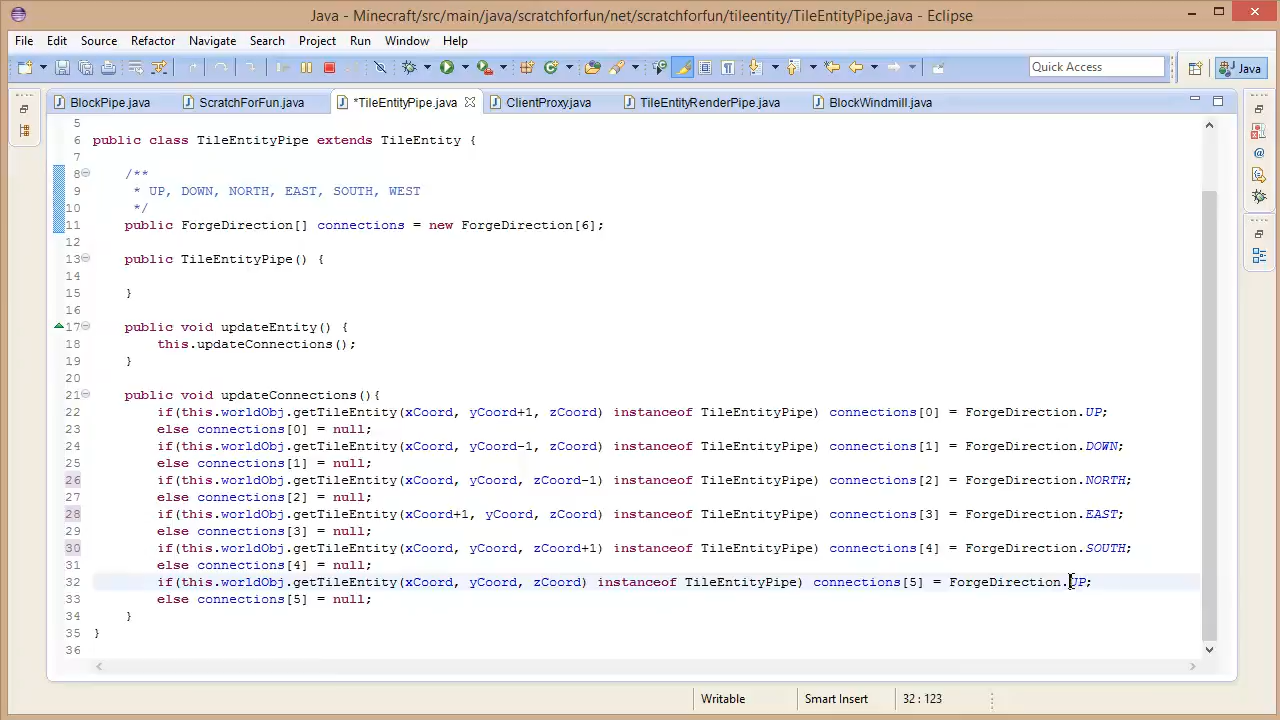 Java - Minecraft/src/main/java/scratchforfun/net/scratchforfun/tileentity/TileEntityPipe.java - Eclipse
File Edit Source Refactor Navigate Search Project Run Window Help
Quick Access
Java
BlockPipe.java ScratchForFun.java *TileEntityPipe.java ClientProxy.java TileEntityRenderPipe.java BlockWindmill.java
5
6 public class TileEntityPipe extends TileEntity {
7
8 /**
9 * UP, DOWN, NORTH, EAST, SOUTH, WEST
10 */
11 public ForgeDirection[] connections = new ForgeDirection[6];
12
13 public TileEntityPipe() {
14
15 }
16
17 public void updateEntity() {
18 this.updateConnections();
19 }
20
21 public void updateConnections(){
22 if(this.worldObj.getTileEntity(xCoord, yCoord+1, zCoord) instanceof TileEntityPipe) connections[0] = ForgeDirection.UP;
23 else connections[0] = null;
24 if(this.worldObj.getTileEntity(xCoord, yCoord-1, zCoord) instanceof TileEntityPipe) connections[1] = ForgeDirection.DOWN;
25 else connections[1] = null;
26 if(this.worldObj.getTileEntity(xCoord, yCoord, zCoord-1) instanceof TileEntityPipe) connections[2] = ForgeDirection.NORTH;
27 else connections[2] = null;
28 if(this.worldObj.getTileEntity(xCoord+1, yCoord, zCoord) instanceof TileEntityPipe) connections[3] = ForgeDirection.EAST;
29 else connections[3] = null;
30 if(this.worldObj.getTileEntity(xCoord, yCoord, zCoord+1) instanceof TileEntityPipe) connections[4] = ForgeDirection.SOUTH;
31 else connections[4] = null;
32 if(this.worldObj.getTileEntity(xCoord, yCoord, zCoord) instanceof TileEntityPipe) connections[5] = ForgeDirection.UP;
33 else connections[5] = null;
34 }
35 }
36
Writable Smart Insert 32 : 123